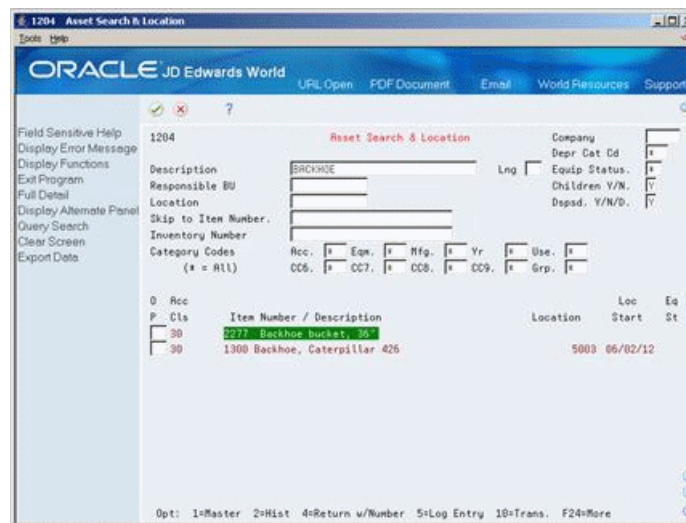 1204 Asset Search & Location
Tools Help
ORACLE JD Edwards World
URL Open PDF Document Email World Resources Support
Field Sensitive Help
Display Error Message
Display Functions
Exit Program
Full Detail
Display Alternate Panel
Query Search
Clear Screen
Export Data
?
1204 Asset Search & Location Company
Depr Cat Cd *
Description BACKHOE Lng Equip Status. *
Responsible BU Children Y/N. Y
Location Dspsd. Y/N/D. Y
Skip to Item Number.
Inventory Number
Category Codes Acc. * Eqm. * Mfg. * Yr * Use. *
(* = All) CC6. * CC7. * CC8. * CC9. * Grp. *
O Acc Loc Eq
P Cls Item Number / Description Location Start St
30 2277 Backhoe bucket, 36"
30 1300 Backhoe, Caterpillar 426 5003 06/02/12
Opt: 1=Master 2=Hist 4=Return w/Number 5=Log Entry 10=Trans. F24=More